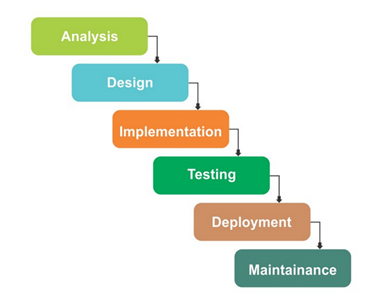 Analysis
Design
Implementation
Testing
Deployment
Maintainance